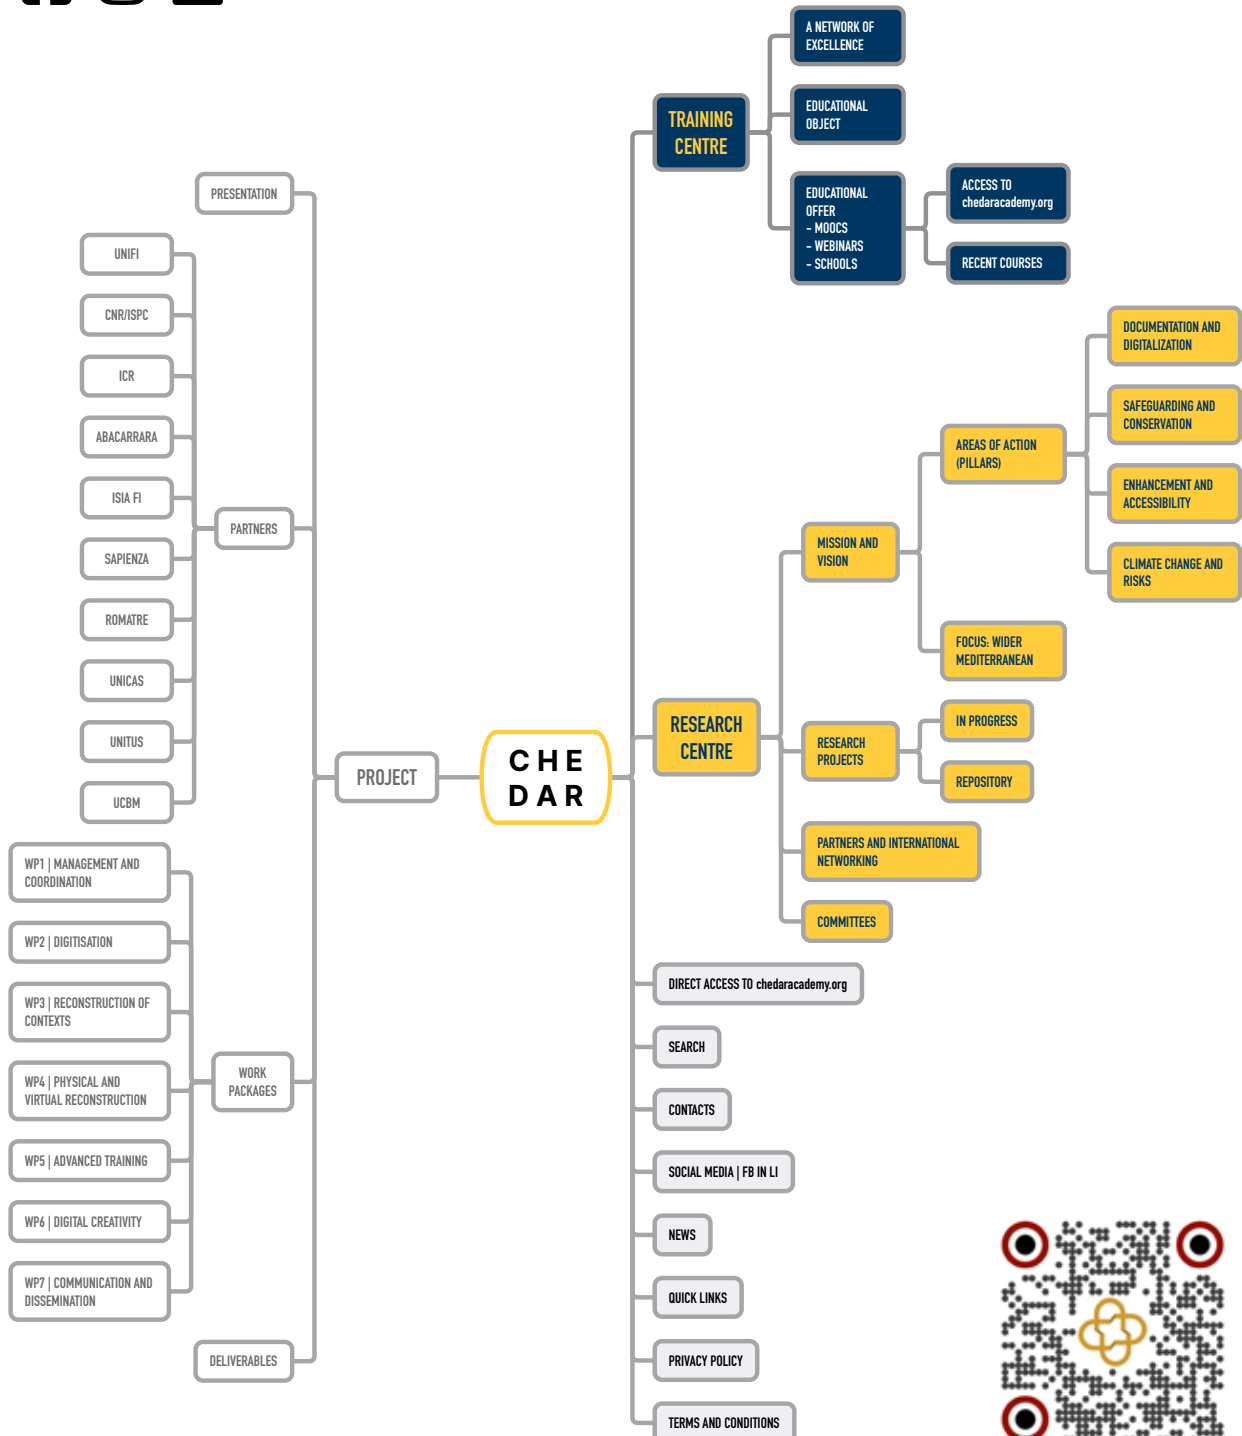 A NETWORK OF
EXCELLENCE
EDUCATIONAL
OBJECT
TRAINING
CENTRE
EDUCATIONAL
OFFER
- MOOCS
- WEBINARS
- SCHOOLS
ACCESS TO
chedaracademy.org
RECENT COURSES
PRESENTATION
UNIFI
CNR/ISPC
ICR
ABACARRARA
ISIA FI
SAPIENZA
ROMATRE
UNICAS
UNITUS
UCBM
PARTNERS
PROJECT
WP1 | MANAGEMENT AND
COORDINATION
WP2 | DIGITISATION
WP3 | RECONSTRUCTION OF
CONTEXTS
WP4 | PHYSICAL AND
VIRTUAL RECONSTRUCTION
WP5 | ADVANCED TRAINING
WP6 | DIGITAL CREATIVITY
WP7 | COMMUNICATION AND
DISSEMINATION
WORK
PACKAGES
DELIVERABLES
CHE
DAR
DOCUMENTATION AND
DIGITALIZATION
SAFEGUARDING AND
CONSERVATION
ENHANCEMENT AND
ACCESSIBILITY
CLIMATE CHANGE AND
RISKS
AREAS OF ACTION
(PILLARS)
MISSION AND
VISION
FOCUS: WIDER
MEDITERRANEAN
RESEARCH
CENTRE
RESEARCH
PROJECTS
IN PROGRESS
REPOSITORY
PARTNERS AND INTERNATIONAL
NETWORKING
COMMITTEES
DIRECT ACCESS TO chedaracademy.org
SEARCH
CONTACTS
SOCIAL MEDIA | FB IN LI
NEWS
QUICK LINKS
PRIVACY POLICY
TERMS AND CONDITIONS